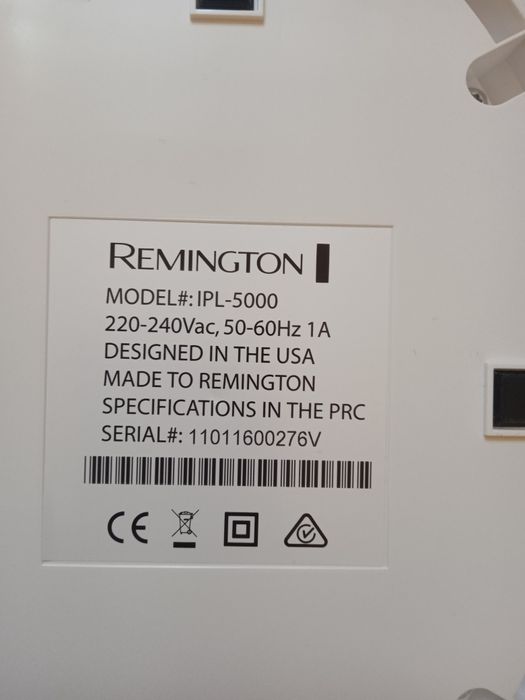 REMINGTON
MODEL#: IPL-5000
220-240Vac, 50-60Hz 1A
DESIGNED IN THE USA
MADE TO REMINGTON
SPECIFICATIONS IN THE PRC
SERIAL#: 11011600276V
CE